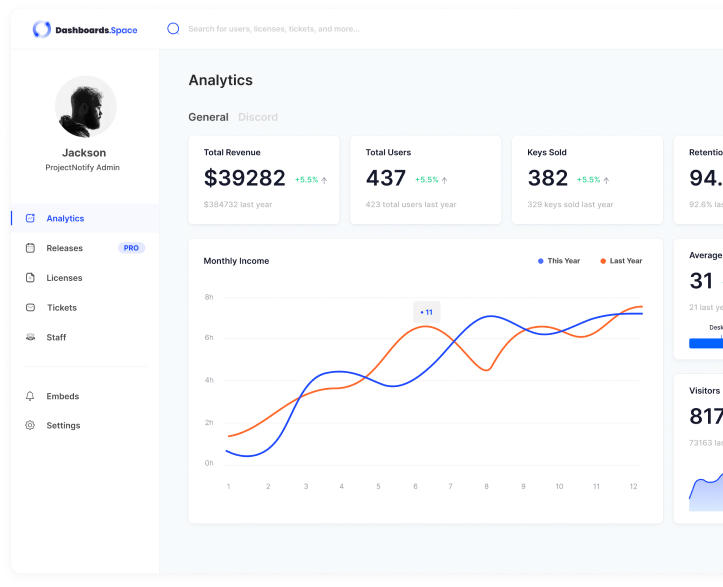 Dashboards.Space
Search for users, licenses, tickets, and more...
Jackson
ProjectNotify Admin
Analytics
Releases PRO
Licenses
Tickets
Staff
Embeds
Settings
Analytics
General Discord
Total Revenue
$39282 +5.5%
$384732 last year
Total Users
437 +5.5%
423 total users last year
Keys Sold
382 +5.5%
329 keys sold last year
Retentio
94.
92.6% las
Monthly Income
This Year Last Year
8h
6h
4h
2h
0h
• 11
1 2 3 4 5 6 7 8 9 10 11 12
Average
31
21 last ye
Desk
Visitors
817
73163 las